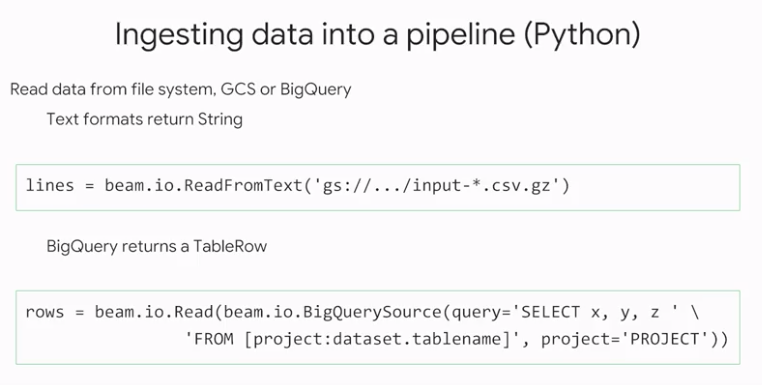 Ingesting data into a pipeline (Python)
Read data from file system, GCS or BigQuery
Text formats return String
lines = beam.io.ReadFromText('gs://.../input-*.csv.gz')
BigQuery returns a TableRow
rows = beam.io.Read(beam.io.BigQuerySource(query='SELECT x, y, z ' \
'FROM [project:dataset.tablename]', project='PROJECT'))